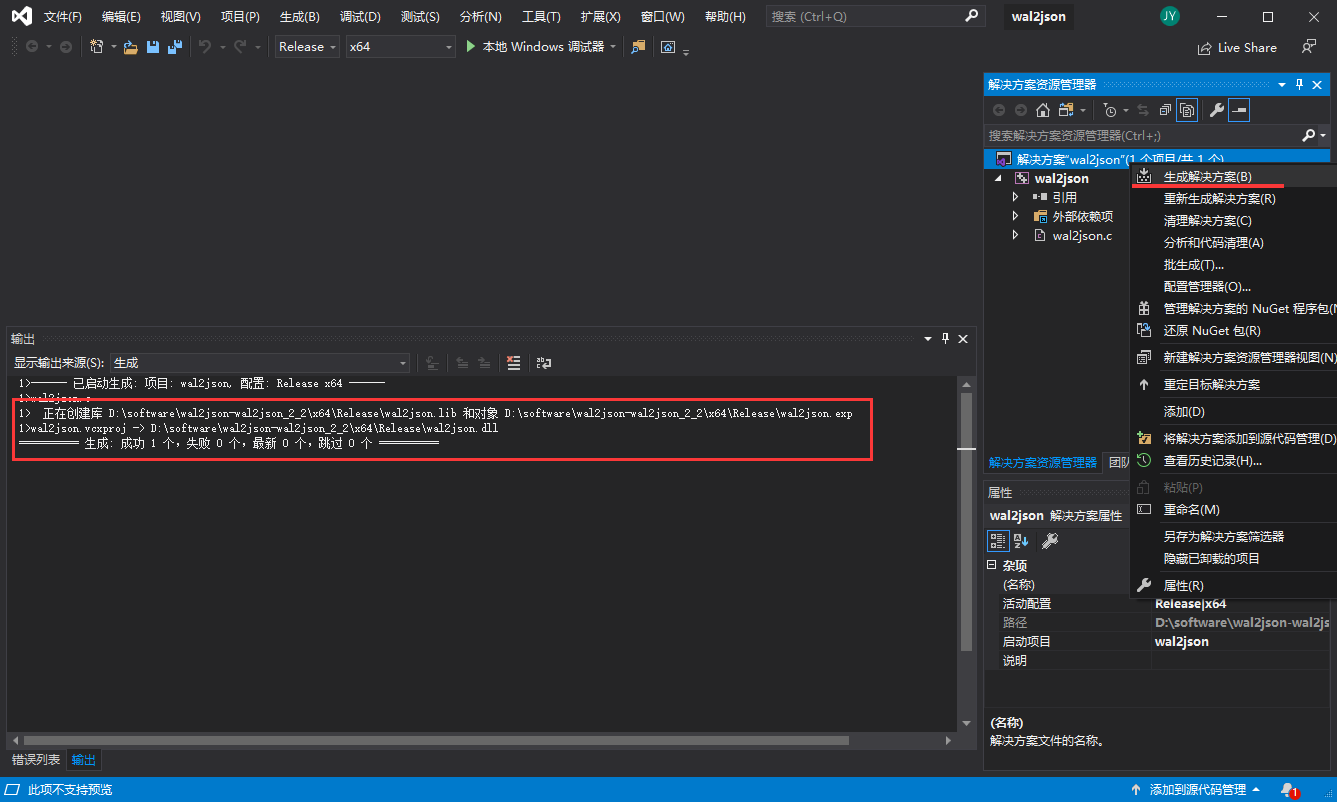 文件(F) 编辑(E) 视图(V) 项目(P) 生成(B) 调试(D) 测试(S) 分析(N) 工具(T) 扩展(X) 窗口(W) 帮助(H) 搜索 (Ctrl+Q) wal2json JY
Release x64 本地 Windows 调试器 Live Share
解决方案资源管理器
搜索解决方案资源管理器(Ctrl+;)
解决方案"wal2json"(1 个项目/共 1 个)
wal2json
引用
外部依赖项
wal2json.c
生成解决方案(B)
重新生成解决方案(R)
清理解决方案(C)
分析和代码清理(A)
批生成(T)...
配置管理器(O)...
管理解决方案的 NuGet 程序包(N
还原 NuGet 包(R)
新建解决方案资源管理器视图(N)
重定目标解决方案
添加(D)
将解决方案添加到源代码管理(D)
查看历史记录(H)...
粘贴(P)
重命名(M)
另存为解决方案筛选器
隐藏已卸载的项目
属性(R)
输出
显示输出来源(S): 生成
1>------ 已启动生成: 项目: wal2json, 配置: Release x64 ------
1>wal2json.c
1>  正在创建库 D:\software\wal2json-wal2json_2_2\x64\Release\wal2json.lib 和对象 D:\software\wal2json-wal2json_2_2\x64\Release\wal2json.exp
1>wal2json.vcxproj -> D:\software\wal2json-wal2json_2_2\x64\Release\wal2json.dll
========== 生成: 成功 1 个，失败 0 个，最新 0 个，跳过 0 个 ==========
错误列表 输出
解决方案资源管理器 团队
属性
wal2json 解决方案属性
杂项
(名称)
活动配置 Release|x64
路径 D:\software\wal2json-wal2js
启动项目 wal2json
说明
(名称)
解决方案文件的名称。
此项不支持预览 添加到源代码管理 1